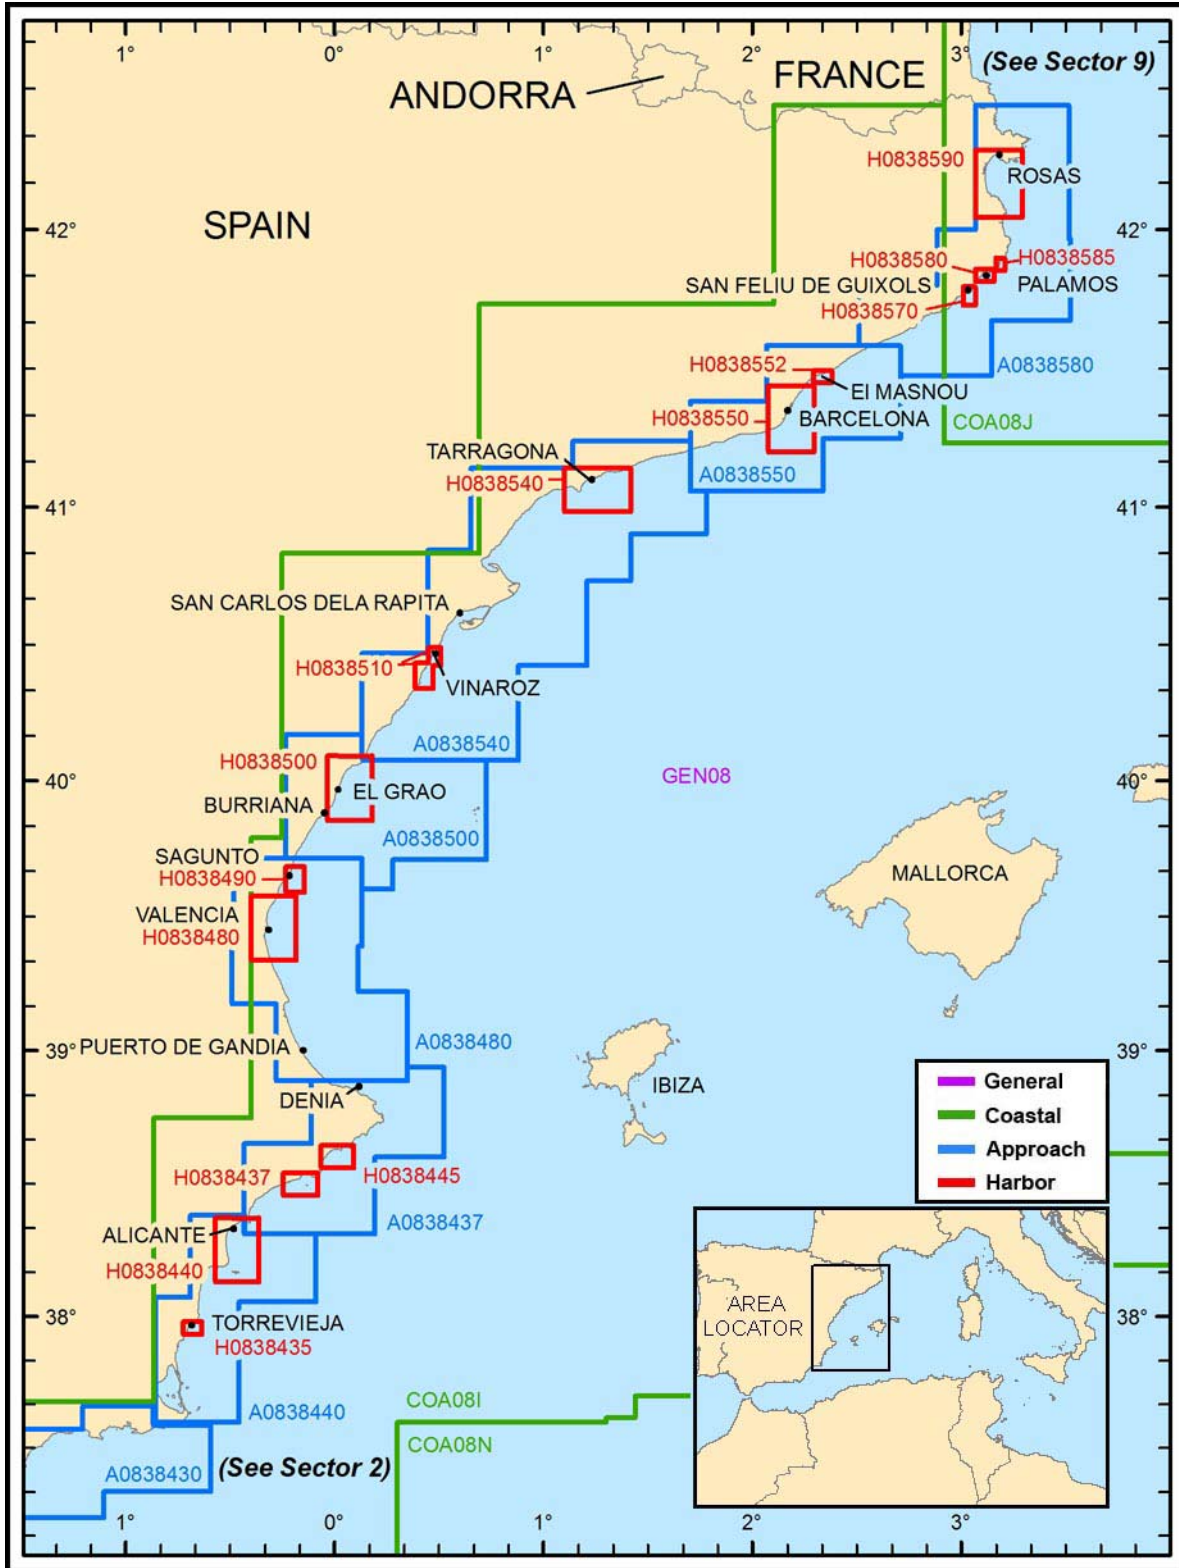 1°
0°
1°
2°
3°
(See Sector 9)
FRANCE
ANDORRA
H0838590
ROSAS
SPAIN
42°
42°
H0838580
H0838585
SAN FELIU DE GUIXOLS
PALAMOS
H0838570
H0838552
A0838580
El MASNOU
H0838550
BARCELONA
COA08J
TARRAGONA
H0838540
A0838550
41°
41°
SAN CARLOS DELA RAPITA
H0838510
VINAROZ
A0838540
H0838500
GEN08
40°
40°
EL GRAO
BURRIANA
A0838500
SAGUNTO
H0838490
MALLORCA
VALENCIA
H0838480
A0838480
PUERTO DE GANDIA
39°
39°
IBIZA
DENIA
General
Coastal
Approach
Harbor
H0838437
H0838445
A0838437
ALICANTE
H0838440
AREA
LOCATOR
38°
38°
TORREVIEJA
H0838435
COA08I
A0838440
COA08N
(See Sector 2)
A0838430
1°
0°
1°
2°
3°